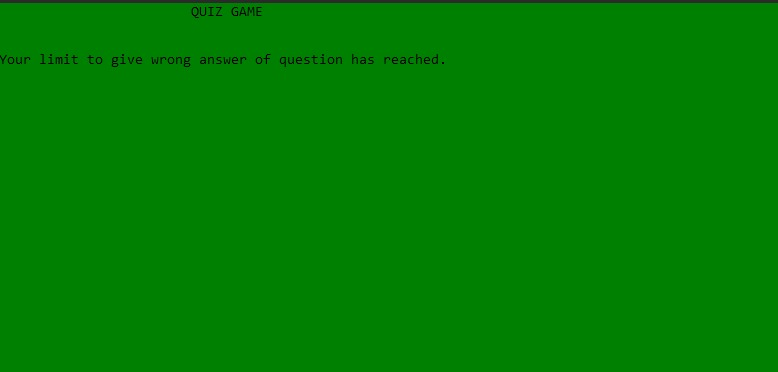 QUIZ GAME
Your limit to give wrong answer of question has reached.